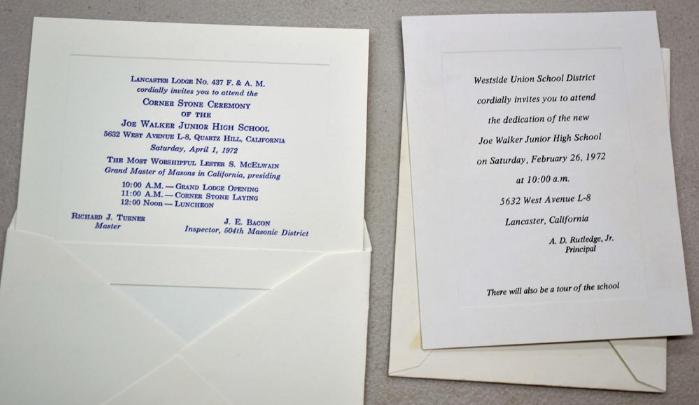 Lancaster Lodge No. 437 F. & A. M.
cordially invites you to attend the
Corner Stone Ceremony
of the
Joe Walker Junior High School
5632 West Avenue L-8, Quartz Hill, California
Saturday, April 1, 1972
The Most Worshipful Lester S. McElwain
Grand Master of Masons in California, presiding
10:00 A.M. — Grand Lodge Opening
11:00 A.M. — Corner Stone Laying
12:00 Noon — Luncheon
Richard J. Turner
Master
J. E. Bacon
Inspector, 504th Masonic District
Westside Union School District
cordially invites you to attend
the dedication of the new
Joe Walker Junior High School
on Saturday, February 26, 1972
at 10:00 a.m.
5632 West Avenue L-8
Lancaster, California
A. D. Rutledge, Jr.
Principal
There will also be a tour of the school